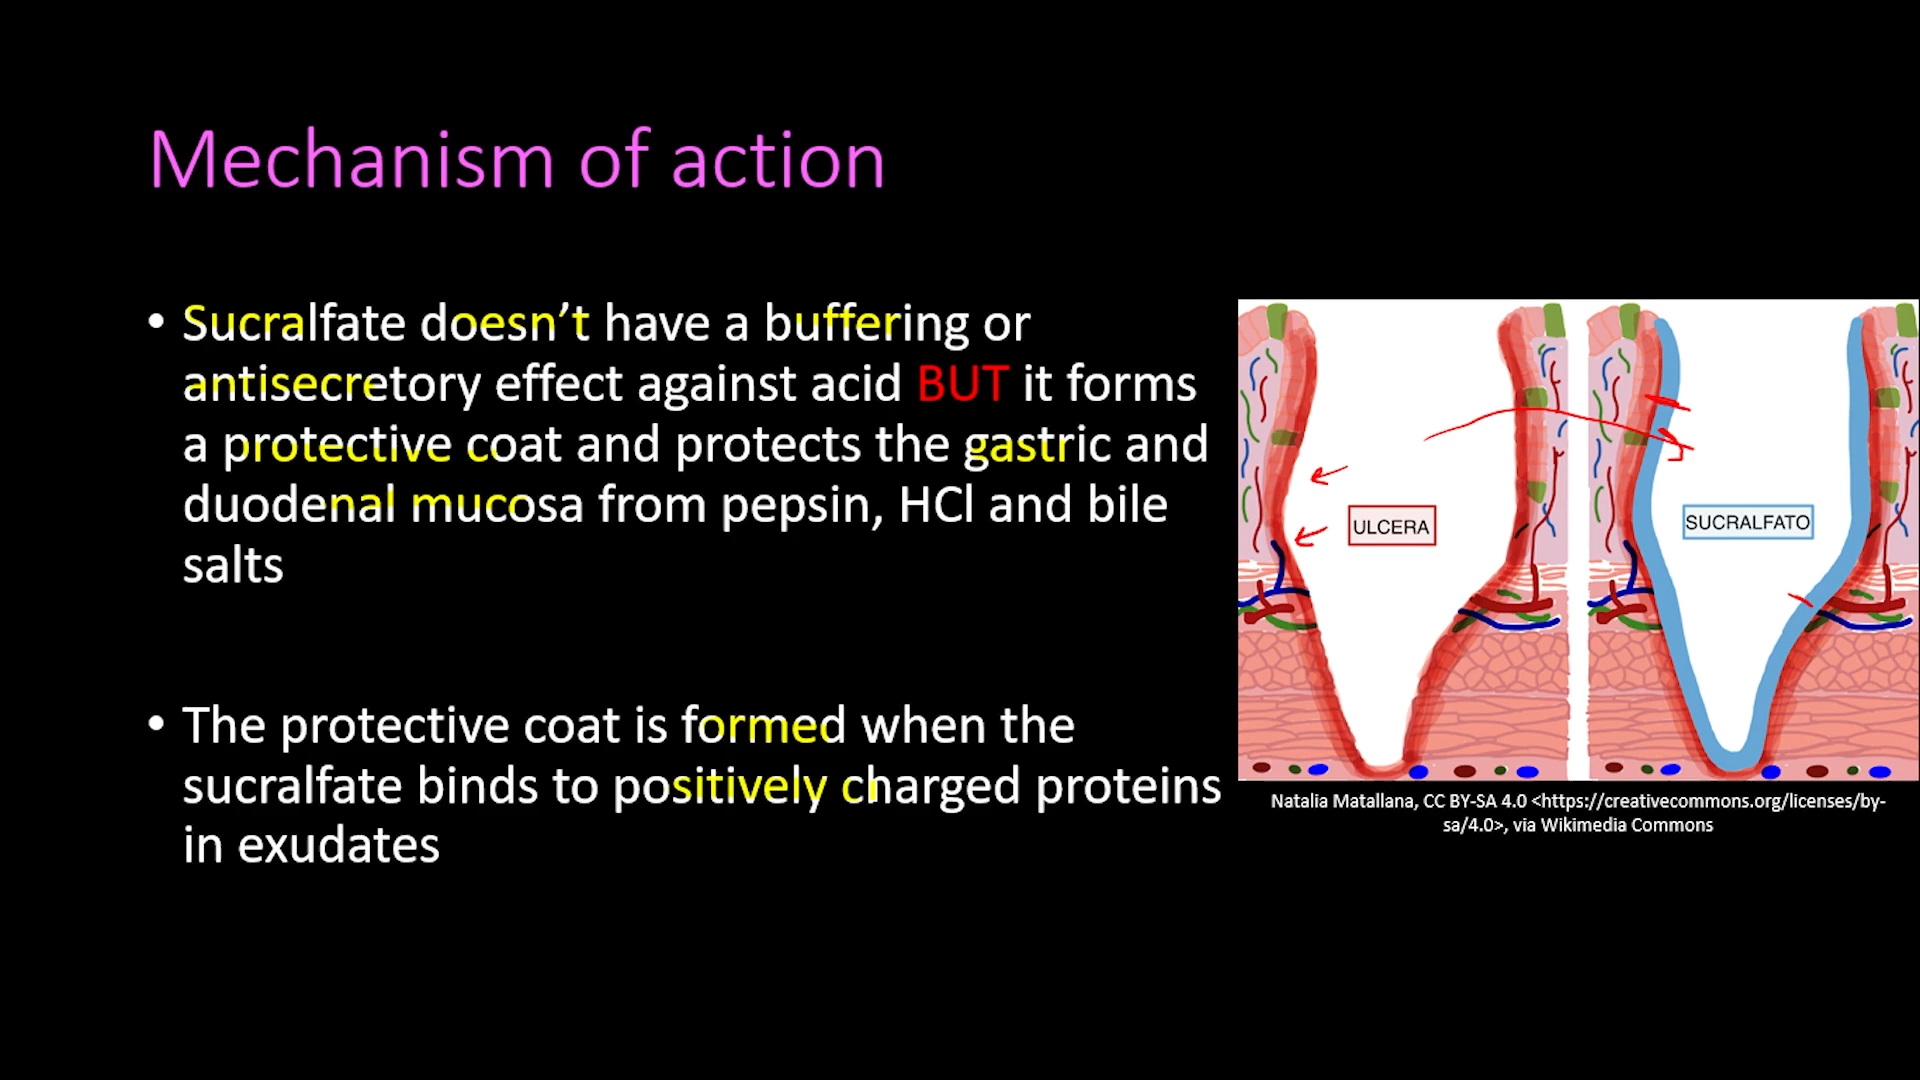 Mechanism of action
• Sucralfate doesn’t have a buffering or
antisecretory effect against acid BUT it forms
a protective coat and protects the gastric and
duodenal mucosa from pepsin, HCl and bile
salts
• The protective coat is formed when the
sucralfate binds to positively charged proteins
in exudates
ULCERA
SUCRALFATO
Natalia Matallana, CC BY-SA 4.0 <https://creativecommons.org/licenses/by-
sa/4.0>, via Wikimedia Commons